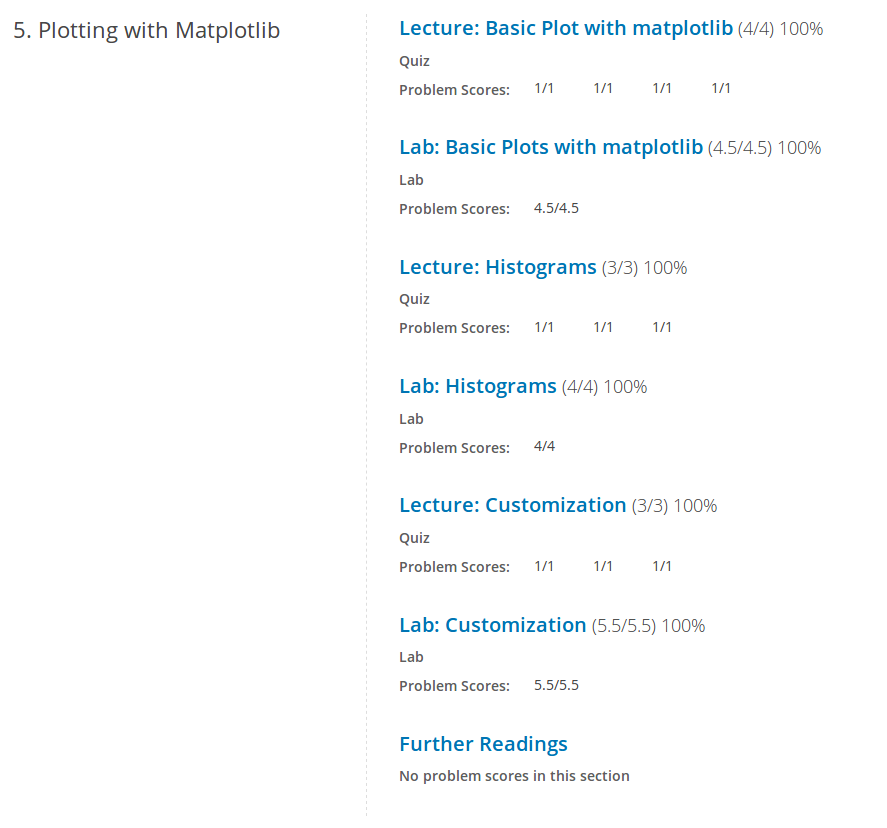 5. Plotting with Matplotlib
Lecture: Basic Plot with matplotlib (4/4) 100%
Quiz
Problem Scores: 1/1 1/1 1/1 1/1
Lab: Basic Plots with matplotlib (4.5/4.5) 100%
Lab
Problem Scores: 4.5/4.5
Lecture: Histograms (3/3) 100%
Quiz
Problem Scores: 1/1 1/1 1/1
Lab: Histograms (4/4) 100%
Lab
Problem Scores: 4/4
Lecture: Customization (3/3) 100%
Quiz
Problem Scores: 1/1 1/1 1/1
Lab: Customization (5.5/5.5) 100%
Lab
Problem Scores: 5.5/5.5
Further Readings
No problem scores in this section